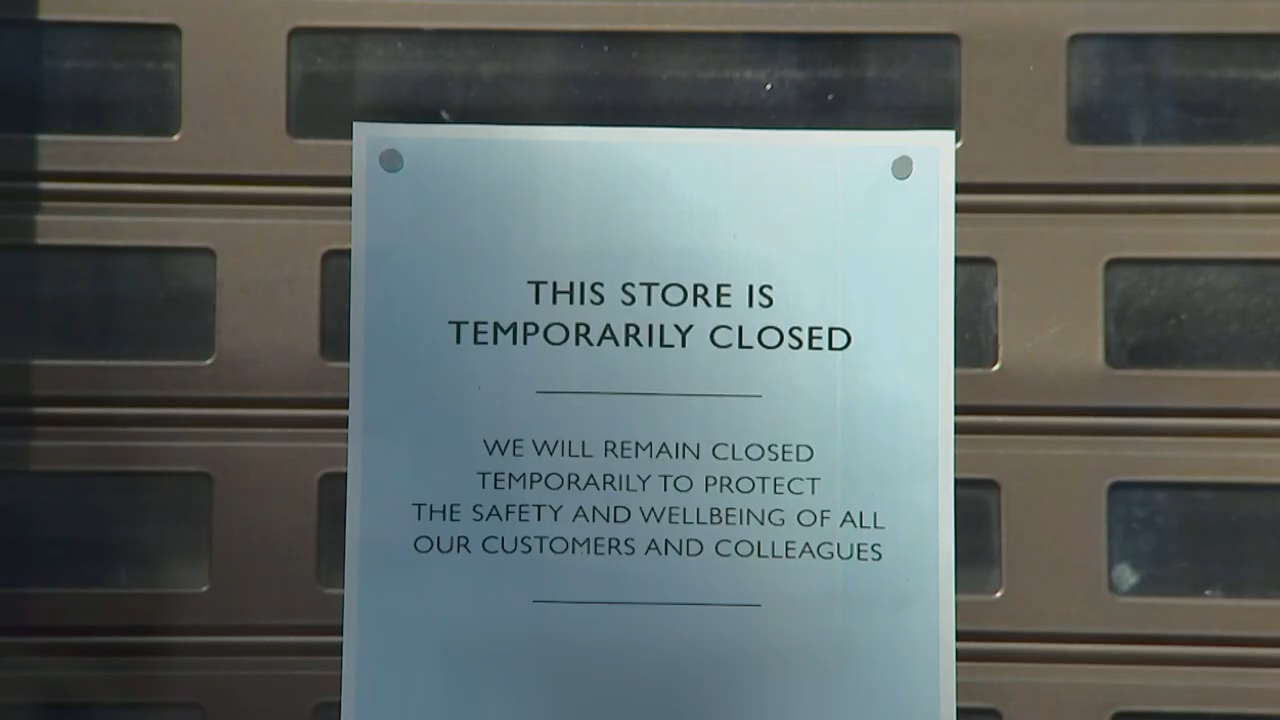 THIS STORE IS
TEMPORARILY CLOSED
WE WILL REMAIN CLOSED
TEMPORARILY TO PROTECT
THE SAFETY AND WELLBEING OF ALL
OUR CUSTOMERS AND COLLEAGUES